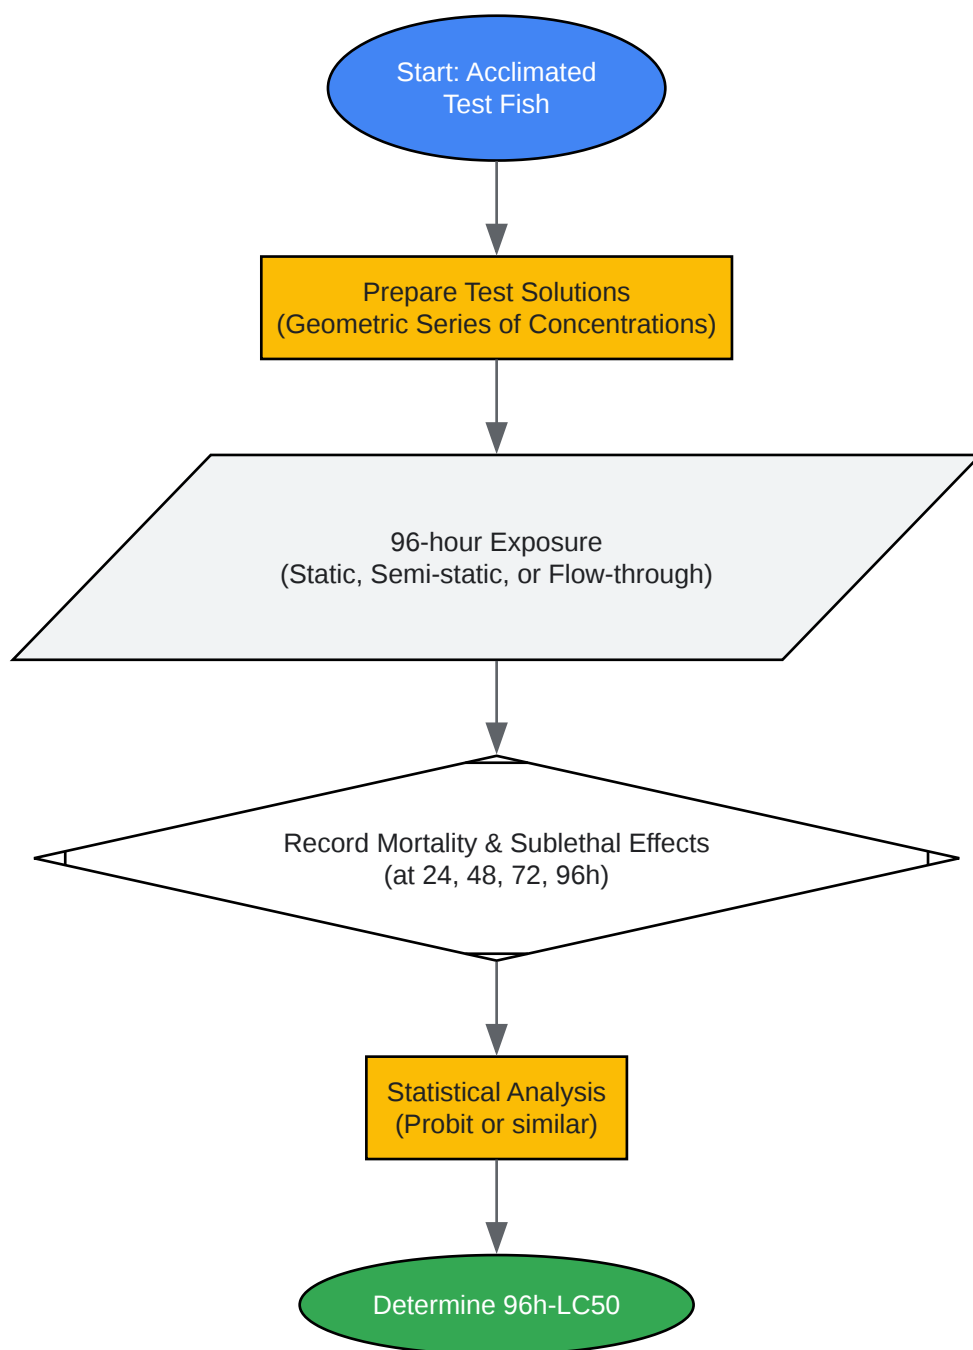 Start: Acclimated
Test Fish
Prepare Test Solutions
(Geometric Series of Concentrations)
96-hour Exposure
(Static, Semi-static, or Flow-through)
Record Mortality & Sublethal Effects
(at 24, 48, 72, 96h)
Statistical Analysis
(Probit or similar)
Determine 96h-LC50